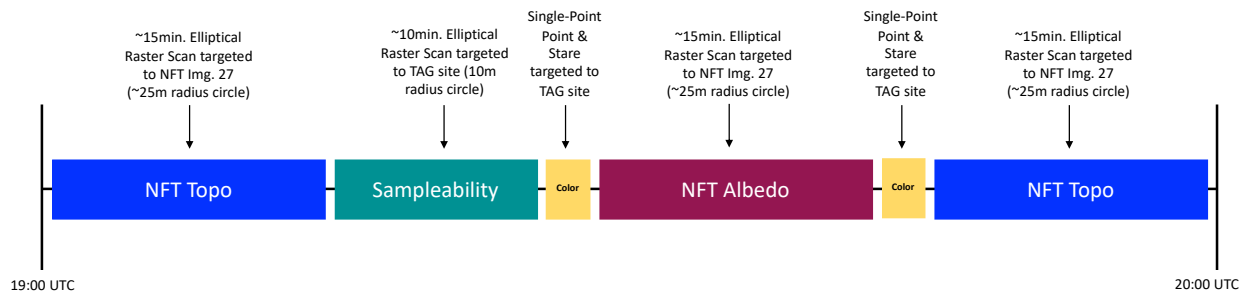 ~15min. Elliptical
Raster Scan targeted
to NFT Img. 27
(~25m radius circle)
~10min. Elliptical
Raster Scan targeted
to TAG site (10m
radius circle)
Single-Point
Point &
Stare
targeted to
TAG site
~15min. Elliptical
Raster Scan targeted
to NFT Img. 27
(~25m radius circle)
Single-Point
Point &
Stare
targeted to
TAG site
~15min. Elliptical
Raster Scan targeted
to NFT Img. 27
(~25m radius circle)
NFT Topo
Sampleability
Color
NFT Albedo
Color
NFT Topo
19:00 UTC
20:00 UTC